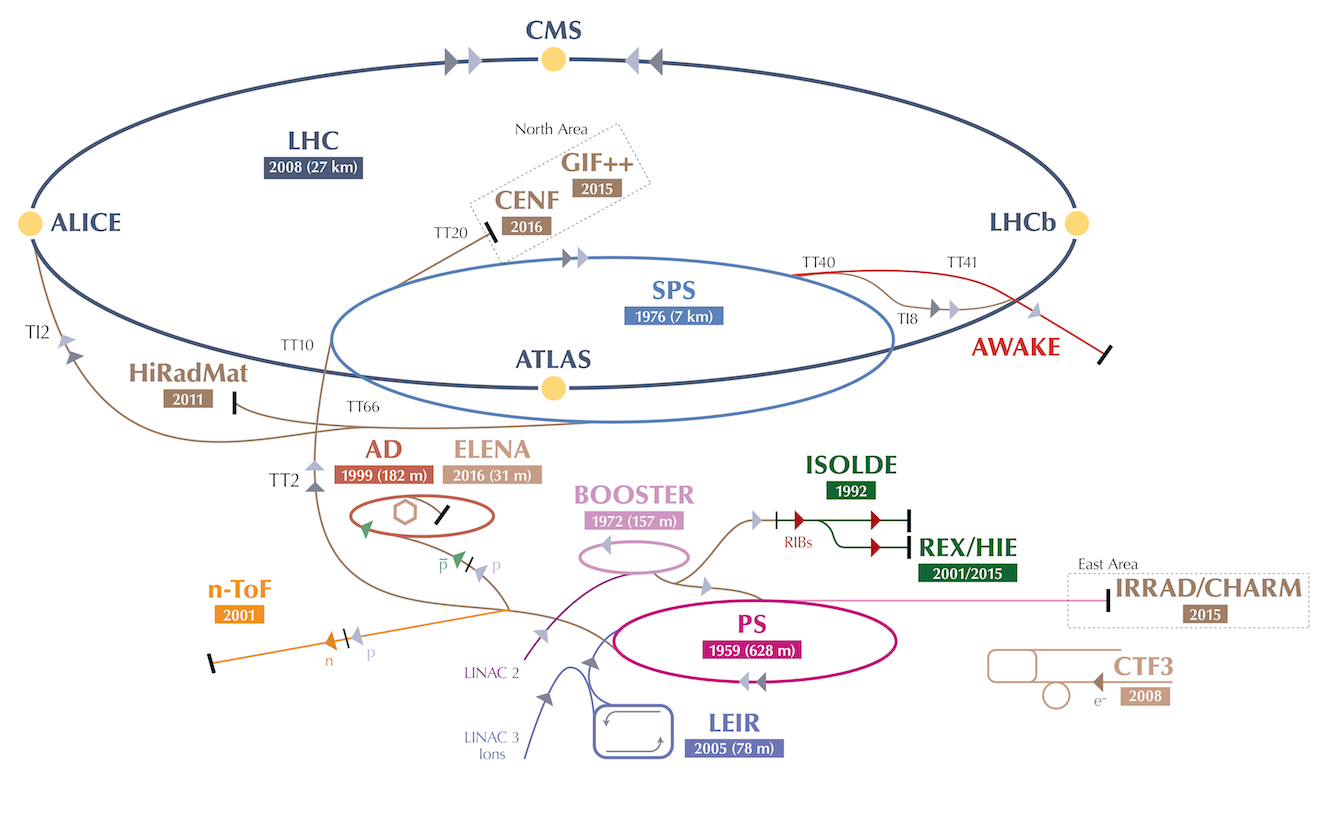 CMS
LHC
2008 (27 km)
North Area
GIF++
2015
CENF
2016
ALICE
LHCb
TT20
TT40
TT41
SPS
1976 (7 km)
TI8
TI2
TT10
ATLAS
AWAKE
HiRadMat
2011
TT66
AD
1999 (182 m)
ELENA
2016 (31 m)
TT2
BOOSTER
1972 (157 m)
ISOLDE
1992
RIBs
REX/HIE
2001/2015
p̅
p
East Area
IRRAD/CHARM
2015
n-ToF
2001
n
p
PS
1959 (628 m)
LINAC 2
CTF3
2008
e-
LINAC 3
Ions
LEIR
2005 (78 m)